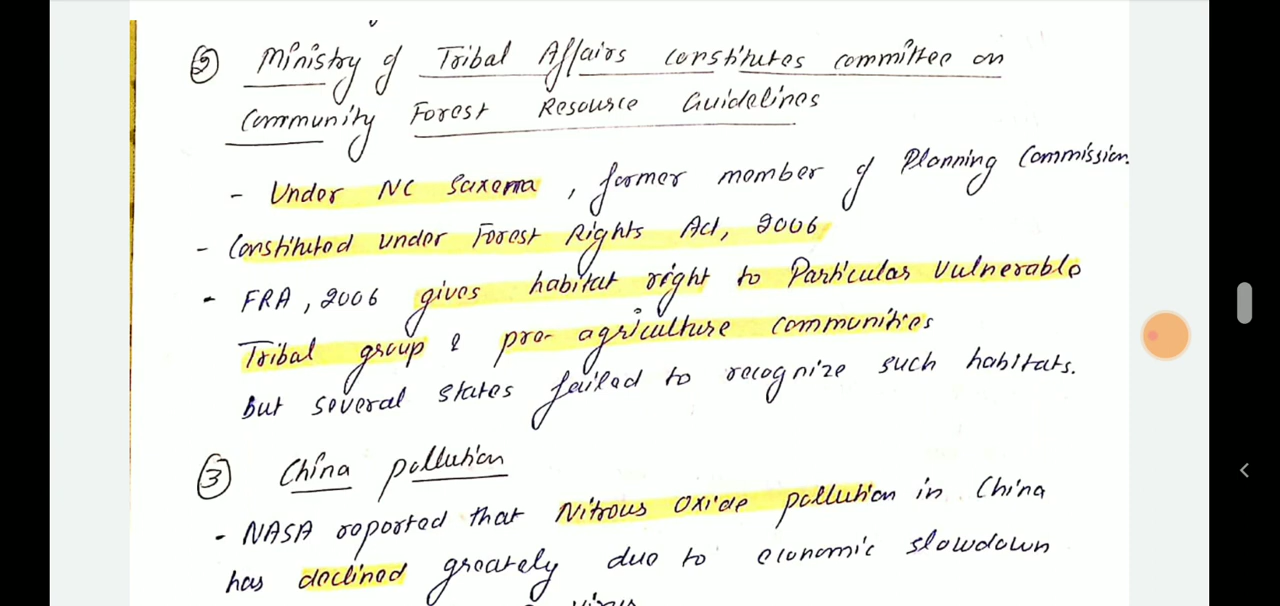 ② Ministry of Tribal Affairs constitutes committee on
Community Forest Resource Guidelines
- Under NC Saxena, former member of Planning Commission.
- Constituted under Forest Rights Act, 2006
- FRA, 2006 gives habitat right to Particular Vulnerable
Tribal group & pre-agriculture communities
But several states failed to recognize such habitats.
③ China pollution
- NASA reported that Nitrous Oxide pollution in China
has declined greately due to economic slowdown
virus